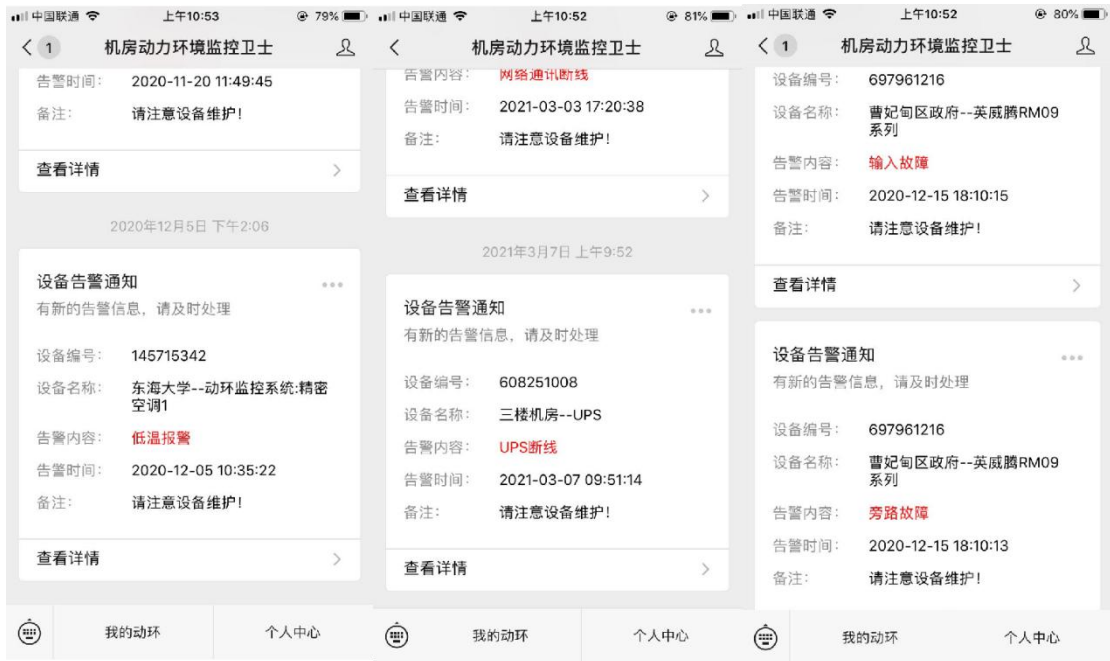 中国联通
上午10:53
79%
1
机房动力环境监控卫士
告警时间：
2020-11-20 11:49:45
备注：
请注意设备维护！
查看详情
2020年12月5日 下午2:06
设备告警通知
有新的告警信息，请及时处理
设备编号：
145715342
设备名称：
东海大学--动环监控系统:精密
空调1
告警内容：
低温报警
告警时间：
2020-12-05 10:35:22
备注：
请注意设备维护！
查看详情
我的动环
个人中心
中国联通
上午10:52
81%
机房动力环境监控卫士
告警内容：
网络通讯断线
告警时间：
2021-03-03 17:20:38
备注：
请注意设备维护！
查看详情
2021年3月7日 上午9:52
设备告警通知
有新的告警信息，请及时处理
设备编号：
608251008
设备名称：
三楼机房--UPS
告警内容：
UPS断线
告警时间：
2021-03-07 09:51:14
备注：
请注意设备维护！
查看详情
我的动环
个人中心
中国联通
上午10:52
80%
1
机房动力环境监控卫士
设备编号：
697961216
设备名称：
曹妃甸区政府--英威腾RM09
系列
告警内容：
输入故障
告警时间：
2020-12-15 18:10:15
备注：
请注意设备维护！
查看详情
设备告警通知
有新的告警信息，请及时处理
设备编号：
697961216
设备名称：
曹妃甸区政府--英威腾RM09
系列
告警内容：
旁路故障
告警时间：
2020-12-15 18:10:13
备注：
请注意设备维护！
我的动环
个人中心